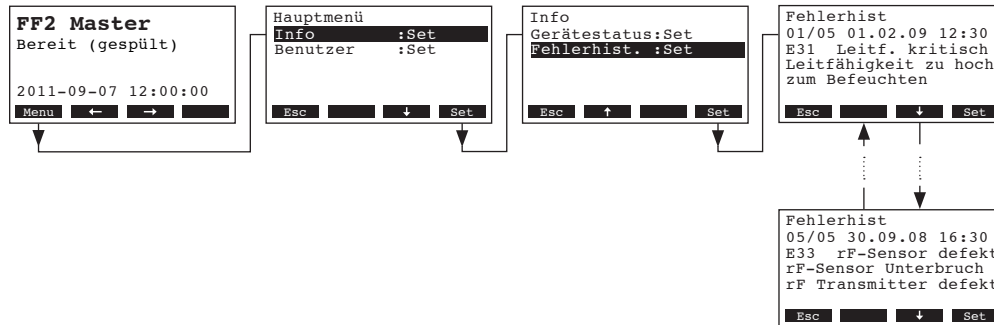 FF2 Master
Bereit (gespült)
2011-09-07 12:00:00
Menu ← →
Hauptmenü
Info :Set
Benutzer :Set
Esc ↓ Set
Info
Gerätestatus:Set
Fehlerhist. :Set
Esc ↑ Set
Fehlerhist
01/05 01.02.09 12:30
E31 Leitf. kritisch
Leitfähigkeit zu hoch
zum Befeuchten
Esc ↓ Set
Fehlerhist
05/05 30.09.08 16:30
E33 rF-Sensor defekt
rF-Sensor Unterbruch
rF Transmitter defekt
Esc ↓ Set